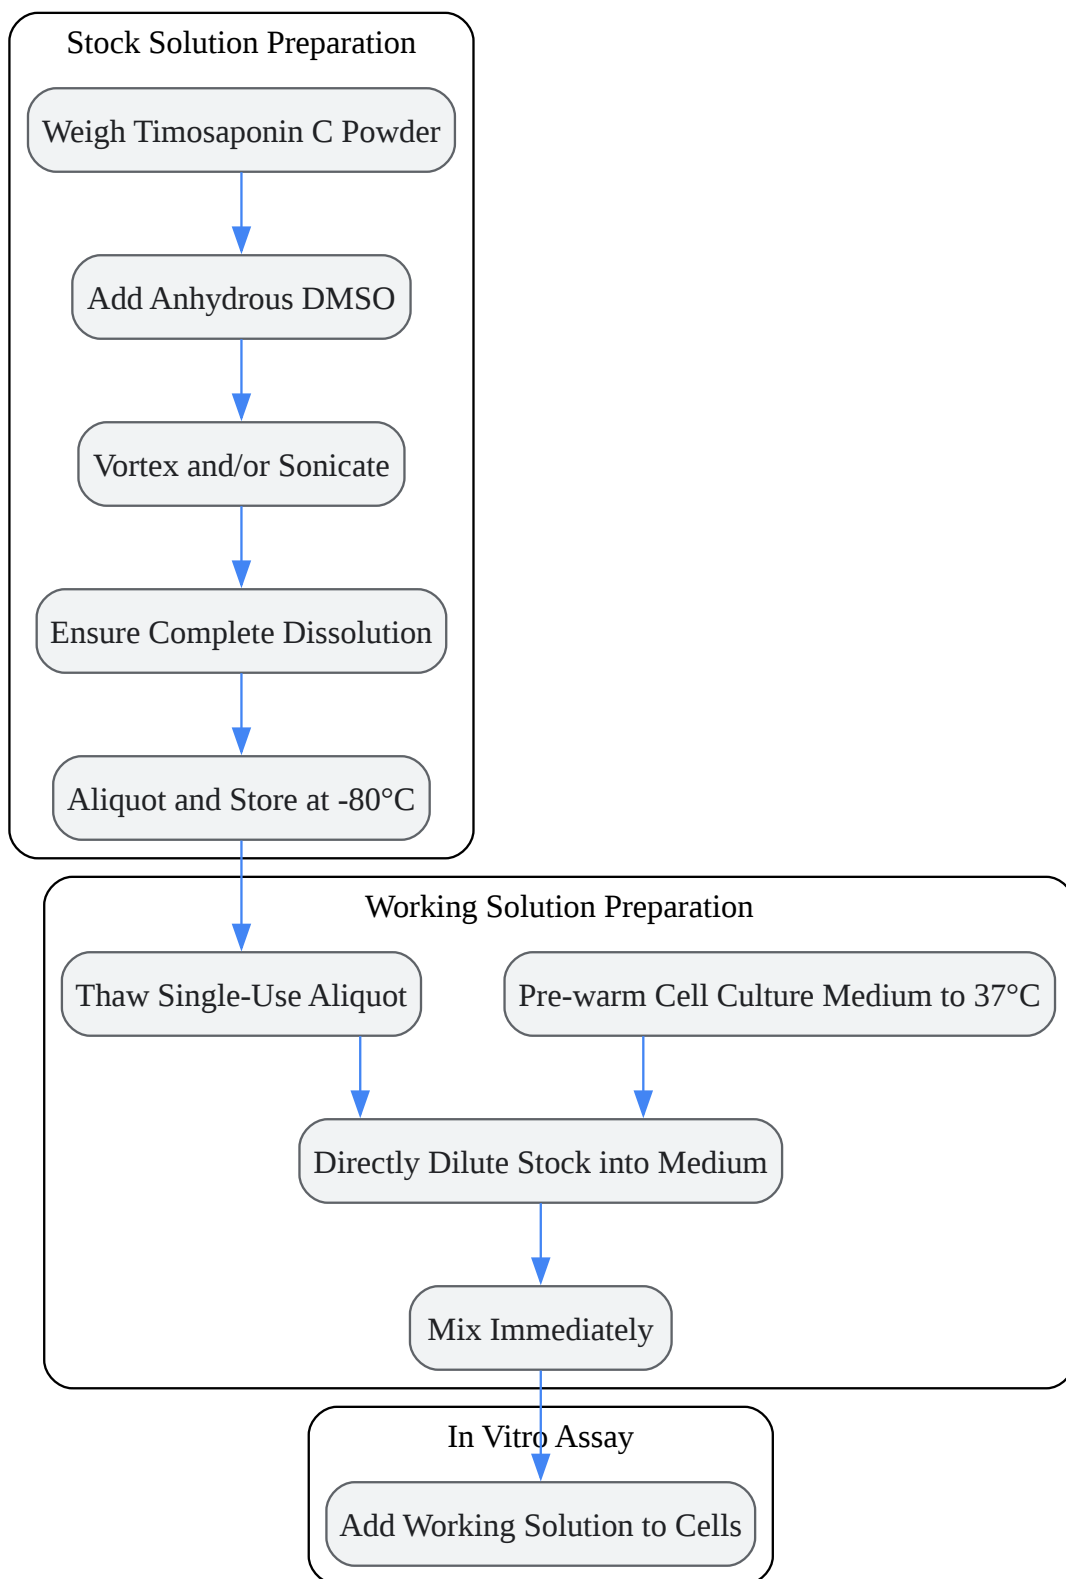 Stock Solution Preparation
Weigh Timosaponin C Powder
Add Anhydrous DMSO
Vortex and/or Sonicate
Ensure Complete Dissolution
Aliquot and Store at -80°C
Working Solution Preparation
Thaw Single-Use Aliquot
Pre-warm Cell Culture Medium to 37°C
Directly Dilute Stock into Medium
Mix Immediately
In Vitro Assay
Add Working Solution to Cells